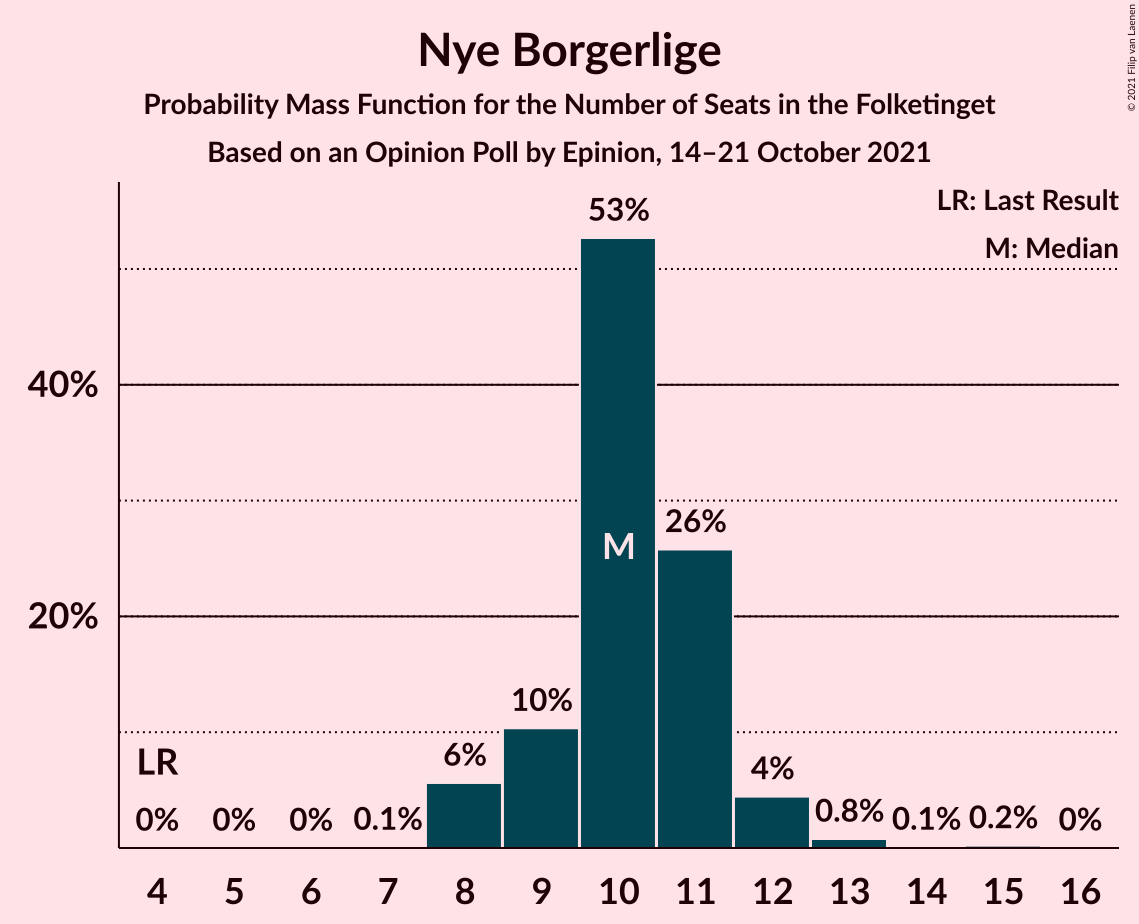 Nye Borgerlige
Probability Mass Function for the Number of Seats in the Folketinget
Based on an Opinion Poll by Epinion, 14–21 October 2021
© 2021 Filip van Laenen
LR: Last Result
M: Median
53%
40%
26%
M
20%
10%
LR
6%
4%
0% 0% 0% 0.1% 0.8% 0.1% 0.2% 0%
4 5 6 7 8 9 10 11 12 13 14 15 16